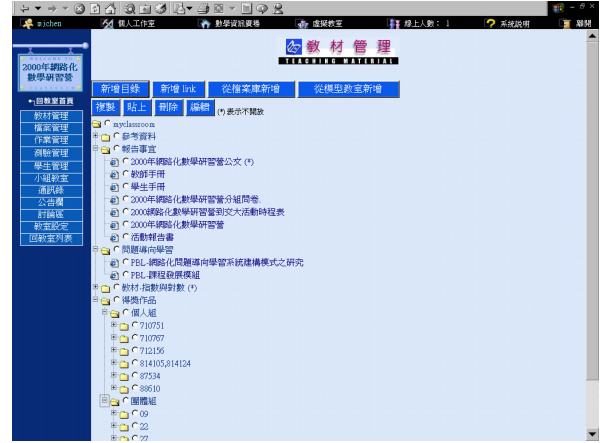 mjchen 個人工作室 數學資訊廣場 虛擬教室 線上人數： 1 系統說明 離開
WELCOME TO
2000年網路化
數學研習營
回教室首頁
教材管理
檔案管理
作業管理
測驗管理
學生管理
小組教室
通訊錄
公告欄
討論區
教室設定
回教室列表
教材管理
TEACHING MATERIAL
新增目錄 新增 link 從檔案庫新增 從模型教室新增
複製 貼上 刪除 編輯 (*) 表示不開放
myclassroom
參考資料
報告事宜
2000年網路化數學研習營公文 (*)
教師手冊
學生手冊
2000年網路化數學研習營分組問卷.
2000網路化數學研習營到交大活動時程表
2000年網路化數學研習營
活動報告書
問題導向學習
PBL-網路化問題導向學習系統建構模式之研究
PBL-課程發展模組
教材-指數與對數 (*)
得獎作品
個人組
710751
710767
712156
814105,814124
87534
88610
團體組
09
22
27